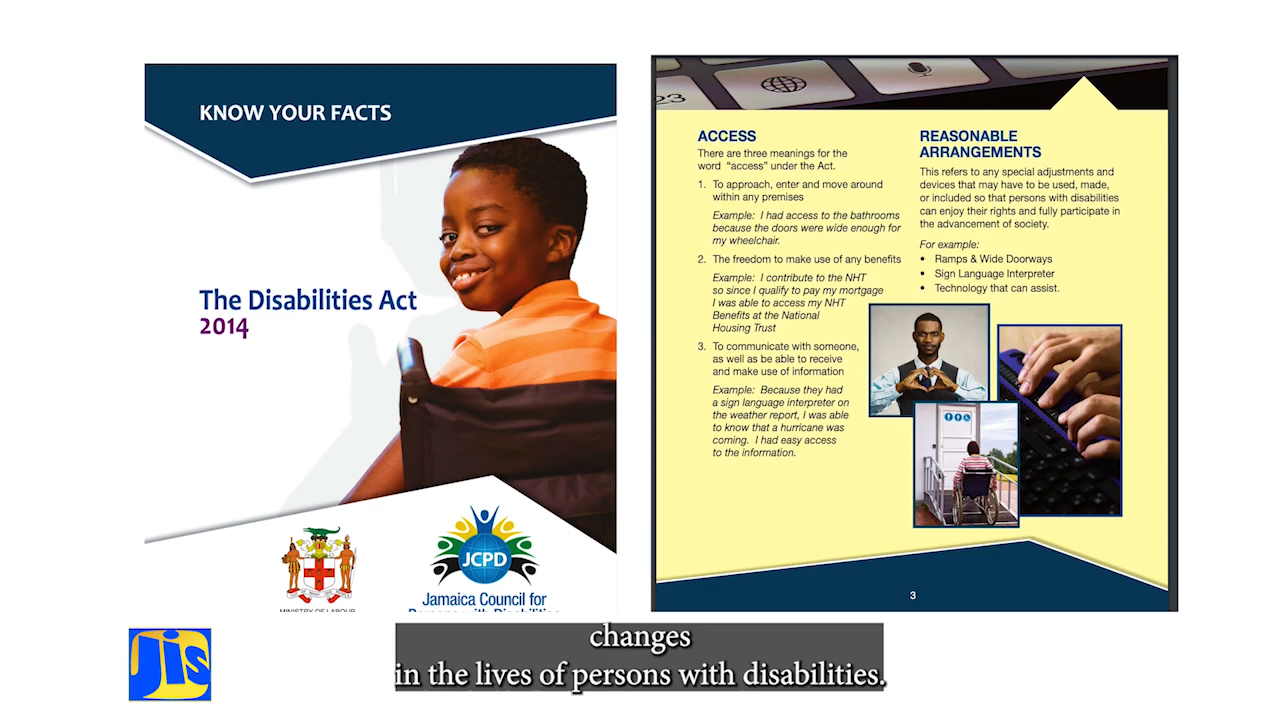 KNOW YOUR FACTS
The Disabilities Act
2014
JCPD
Jamaica Council for
23
ACCESS
There are three meanings for the
word “access” under the Act.
1. To approach, enter and move around
within any premises
Example: I had access to the bathrooms
because the doors were wide enough for
my wheelchair.
2. The freedom to make use of any benefits
Example: I contribute to the NHT
so since I qualify to pay my mortgage
I was able to access my NHT
Benefits at the National
Housing Trust
3. To communicate with someone,
as well as be able to receive
and make use of information
Example: Because they had
a sign language interpreter on
the weather report, I was able
to know that a hurricane was
coming. I had easy access
to the information.
REASONABLE
ARRANGEMENTS
This refers to any special adjustments and
devices that may have to be used, made,
or included so that persons with disabilities
can enjoy their rights and fully participate in
the advancement of society.
For example:
• Ramps & Wide Doorways
• Sign Language Interpreter
• Technology that can assist.
3
jis
changes
in the lives of persons with disabilities.